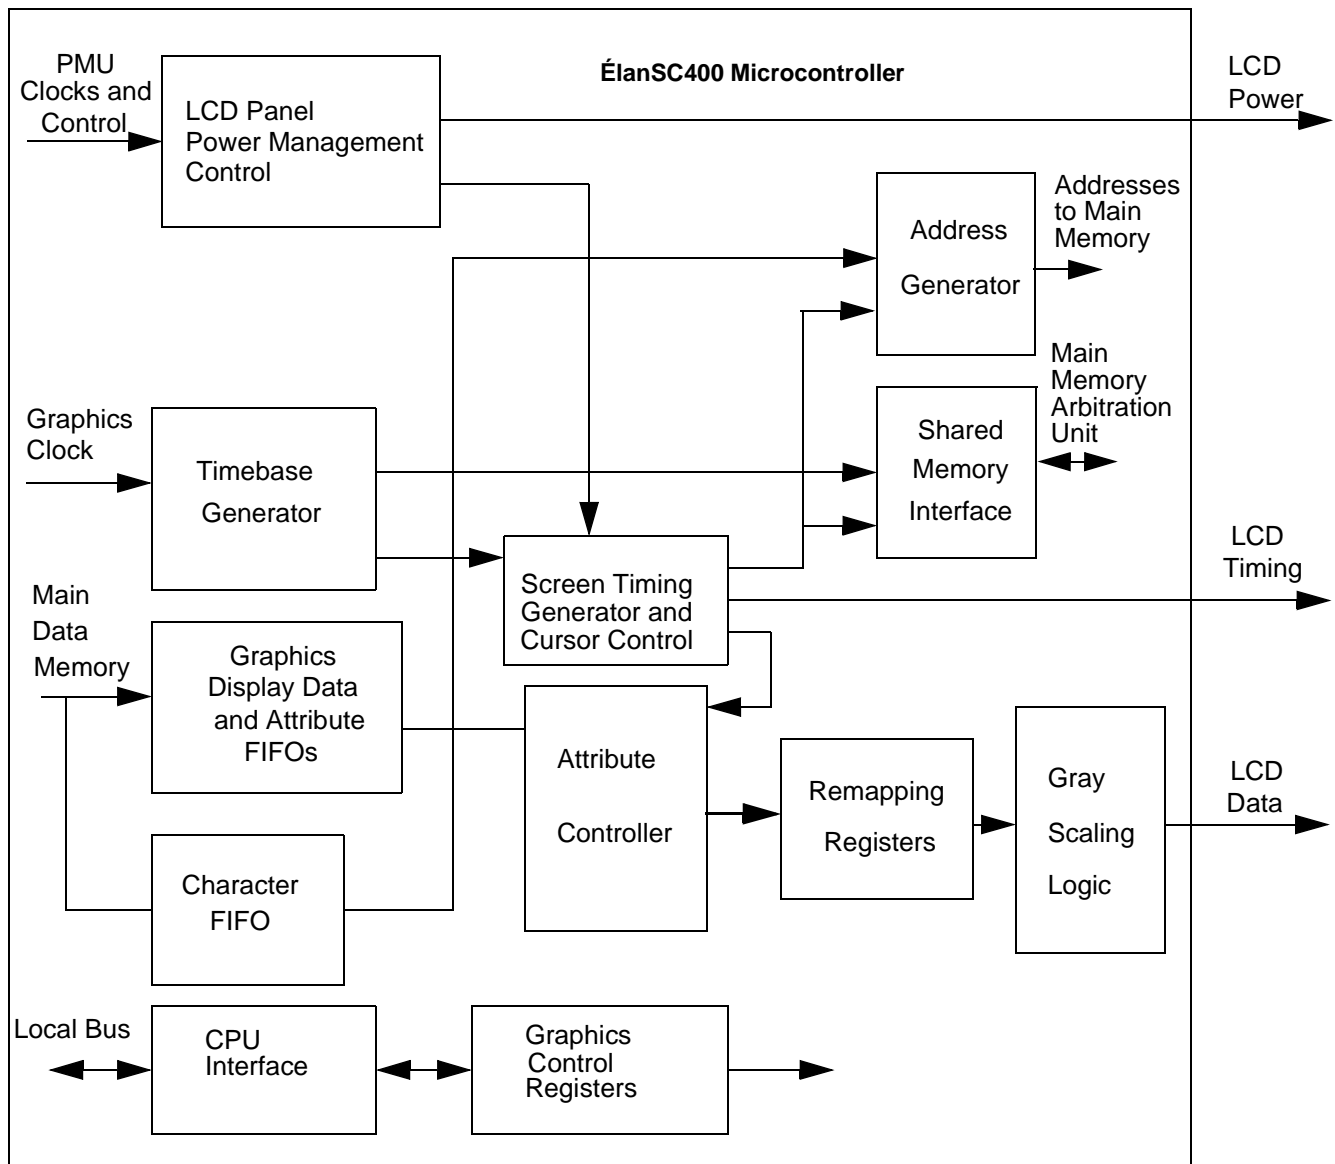 ÉlanSC400 Microcontroller
PMU
Clocks and
Control
LCD Panel
Power Management
Control
LCD
Power
Address
Generator
Addresses
to Main
Memory
Graphics
Clock
Timebase
Generator
Shared
Memory
Interface
Main
Memory
Arbitration
Unit
Screen Timing
Generator and
Cursor Control
LCD
Timing
Main
Data
Memory
Graphics
Display Data
and Attribute
FIFOs
Attribute
Controller
Remapping
Registers
Gray
Scaling
Logic
LCD
Data
Character
FIFO
Local Bus
CPU
Interface
Graphics
Control
Registers